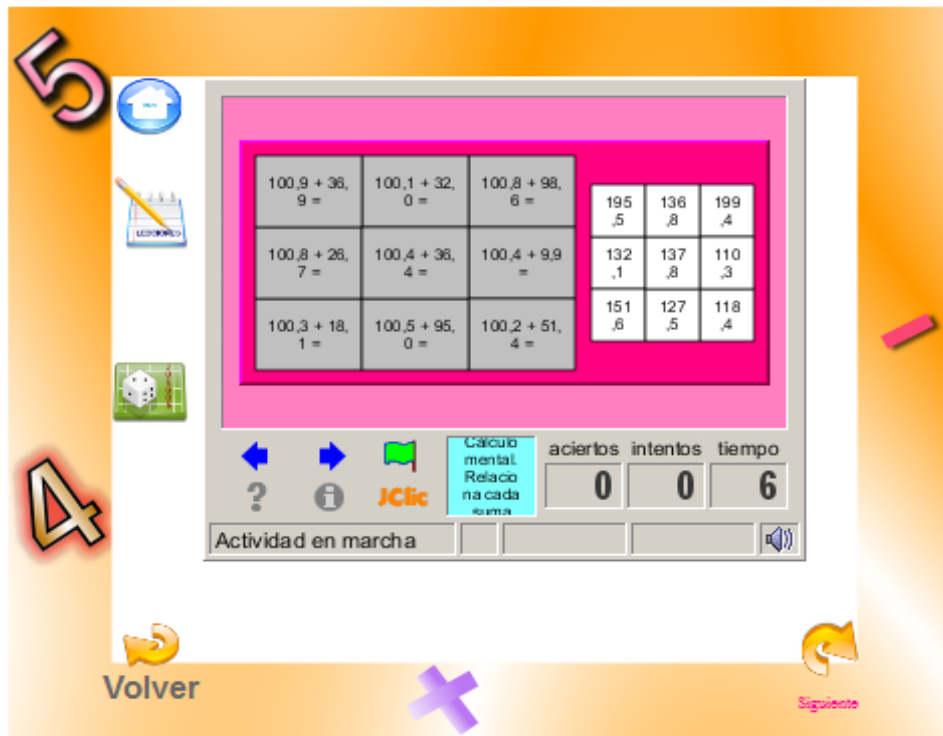 5
LECCIONES
100,9 + 36,
9 =
100,1 + 32,
0 =
100,8 + 98,
6 =
100,8 + 26,
7 =
100,4 + 36,
4 =
100,4 + 9,9
=
100,3 + 18,
1 =
100,5 + 95,
0 =
100,2 + 51,
4 =
195
,5
136
,8
199
,4
132
,1
137
,8
110
,3
151
,6
127
,5
118
,4
?
i
JClic
Cálculo
mental.
Relacio
na cada
suma
aciertos intentos tiempo
0 0 6
Actividad en marcha
4
Volver
Siguiente